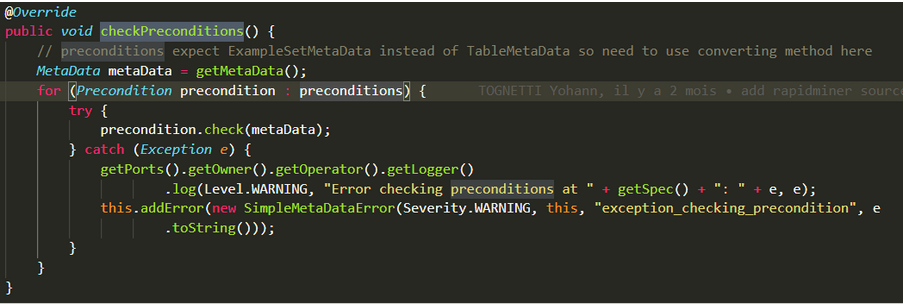 @Override
public void checkPreconditions() {
// preconditions expect ExampleSetMetaData instead of TableMetaData so need to use converting method here
MetaData metaData = getMetaData();
for (Precondition precondition : preconditions) { TOGNETTI Yohann, il y a 2 mois • add rapidminer source
try {
precondition.check(metaData);
} catch (Exception e) {
getPorts().getOwner().getOperator().getLogger()
.log(Level.WARNING, "Error checking preconditions at " + getSpec() + ": " + e, e);
this.addError(new SimpleMetaDataError(Severity.WARNING, this, "exception_checking_precondition", e
.toString()));
}
}
}